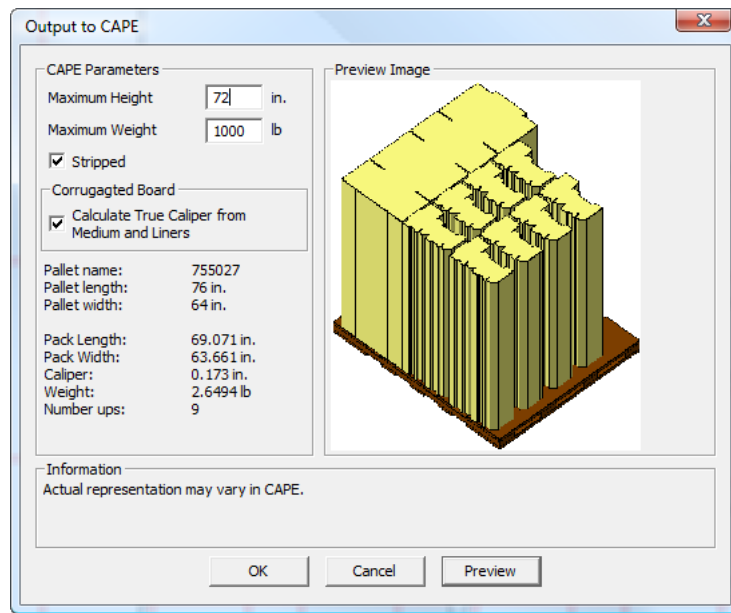 Output to CAPE
CAPE Parameters
Maximum Height 72 in.
Maximum Weight 1000 lb
Stripped
Corrugagted Board
Calculate True Caliper from
Medium and Liners
Pallet name: 755027
Pallet length: 76 in.
Pallet width: 64 in.
Pack Length: 69.071 in.
Pack Width: 63.661 in.
Caliper: 0.173 in.
Weight: 2.6494 lb
Number ups: 9
Preview Image
Information
Actual representation may vary in CAPE.
OK Cancel Preview